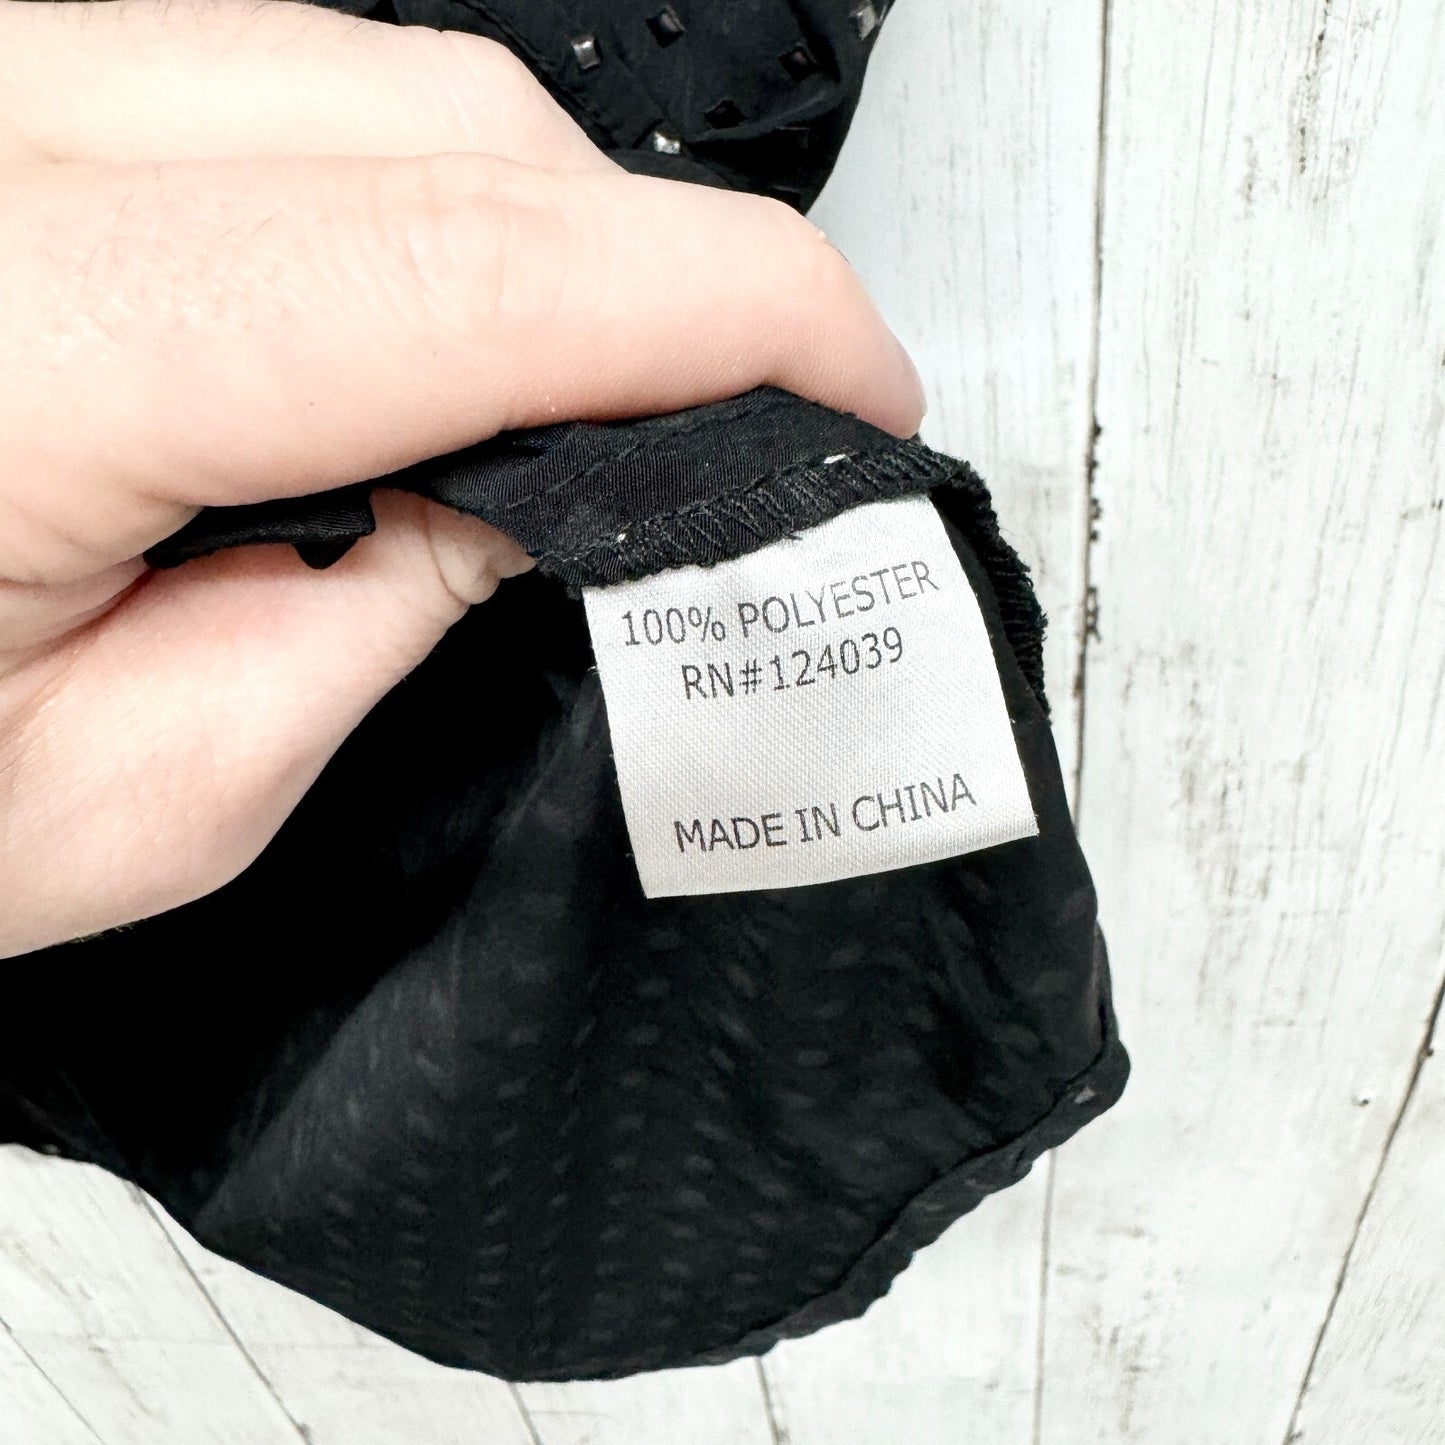 100% POLYESTER
RN#124039
MADE IN CHINA